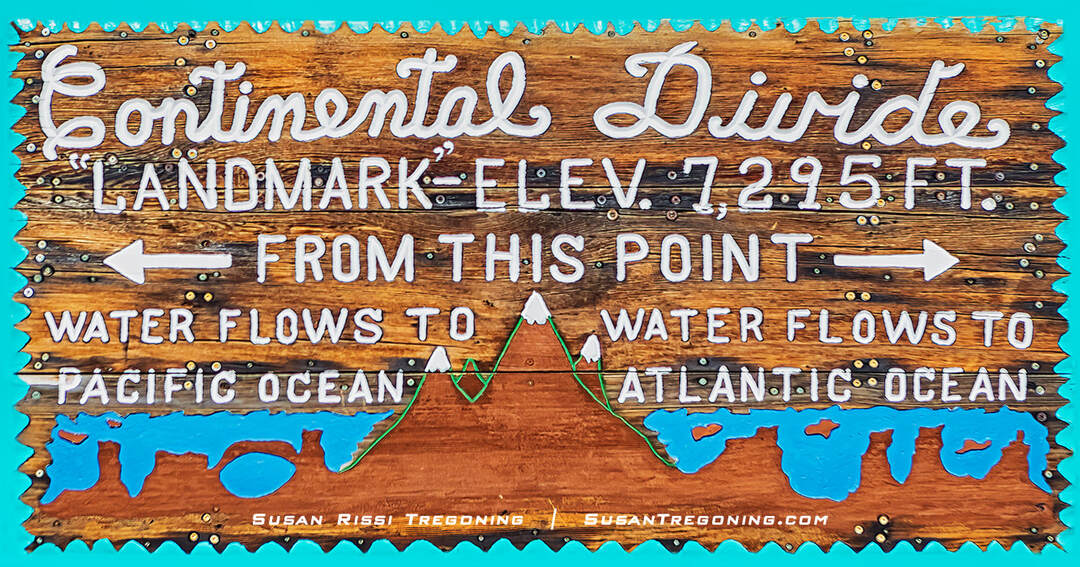 Continental Divide
"LANDMARK"-ELEV. 7,295 FT.
FROM THIS POINT
WATER FLOWS TO
PACIFIC OCEAN
WATER FLOWS TO
ATLANTIC OCEAN
SUSAN RISSI TREGONING | SUSANTREGONING.COM